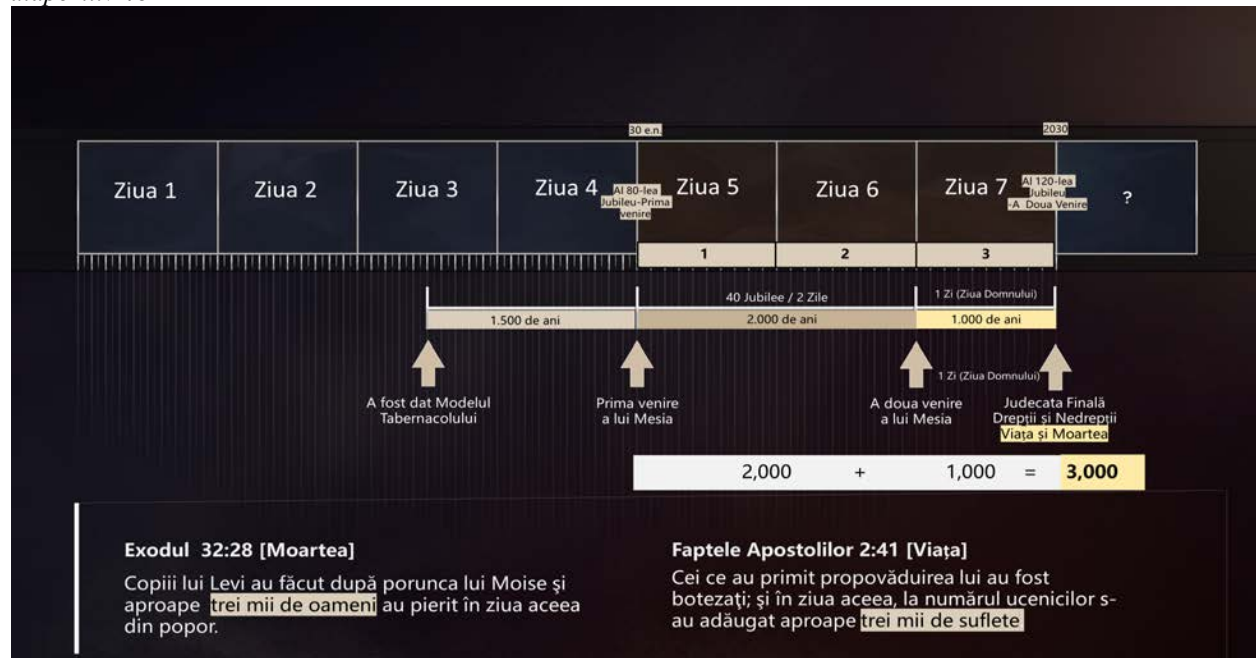 30 e.n.
2030
Ziua 1
Ziua 2
Ziua 3
Ziua 4
Al 80-lea
Jubileu-Prima
venire
Ziua 5
Ziua 6
Ziua 7
Al 120-lea
Jubileu
-A Doua Venire
?
1
2
3
40 Jubilee / 2 Zile
1 Zi (Ziua Domnului)
1.500 de ani
2.000 de ani
1.000 de ani
1 Zi (Ziua Domnului)
A fost dat Modelul
Tabernacolului
Prima venire
a lui Mesia
A doua venire
a lui Mesia
Judecata Finală
Drepții și Nedrepții
Viața și Moartea
2,000 + 1,000 = 3,000
Exodul 32:28 [Moartea]
Copiii lui Levi au făcut după porunca lui Moise şi
aproape trei mii de oameni au pierit în ziua aceea
din popor.
Faptele Apostolilor 2:41 [Viața]
Cei ce au primit propovăduirea lui au fost
botezaţi; şi în ziua aceea, la numărul ucenicilor s-
au adăugat aproape trei mii de suflete